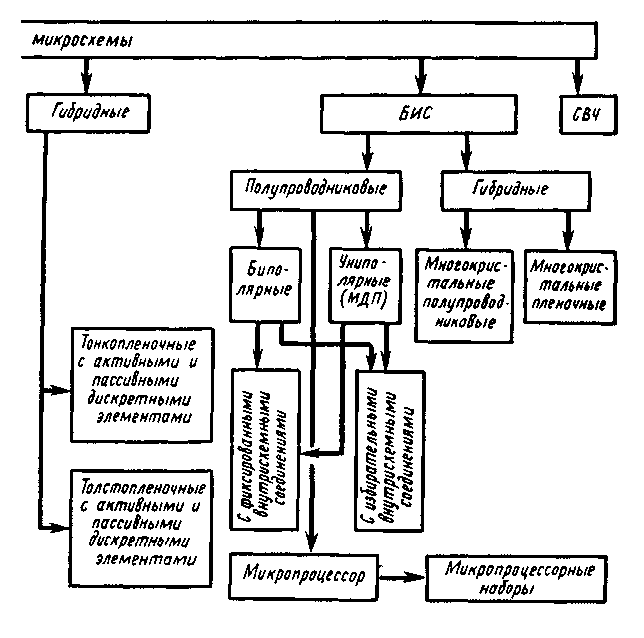 микросхемы
Гибридные
БИС
СВЧ
Полупроводниковые
Гибридные
Бипо-
лярные
Унипо-
лярные
(МДП)
Многокрис-
тальные
полупровод-
никовые
Многокрис-
тальные
пленочные
Тонкопленочные
с активными и
пассивными
дискретными
элементами
С фиксированными
внутрисхемными
соединениями
С избирательными
внутрисхемными
соединениями
Толстопленочные
с активными и
пассивными
дискретными
элементами
Микропроцессор
Микропроцессорные
наборы